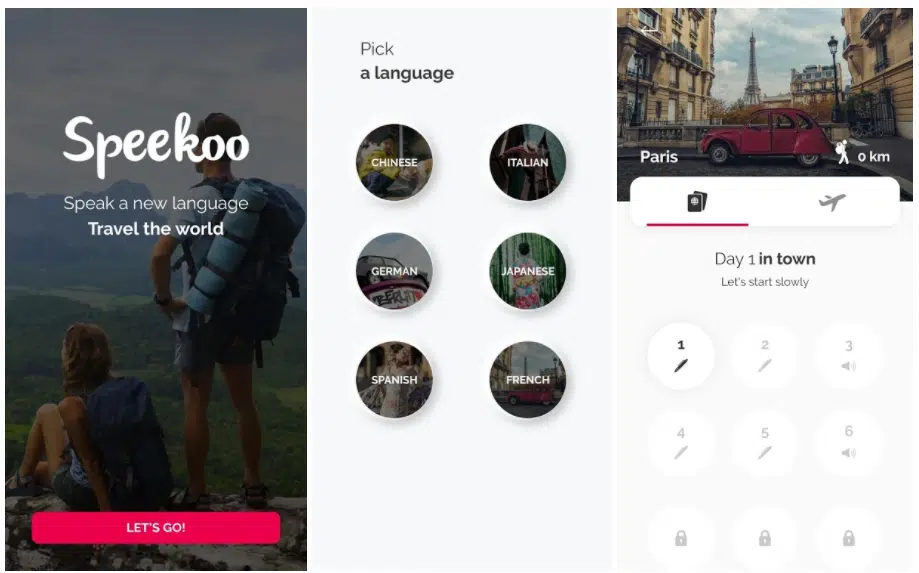 Speekoo
Speak a new language
Travel the world
LET'S GO!
Pick
a language
CHINESE
ITALIAN
GERMAN
JAPANESE
SPANISH
FRENCH
Paris
0 km
Day 1 in town
Let's start slowly
1
2
3
4
5
6